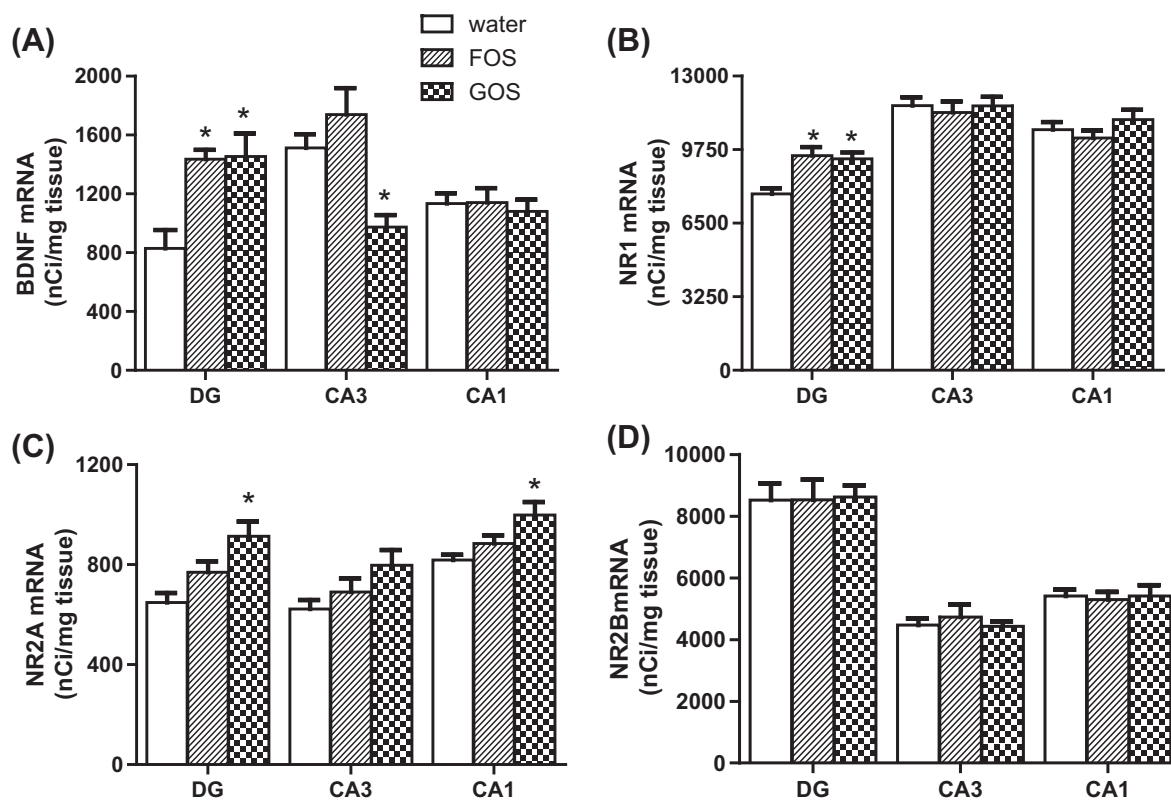 (A)
water
FOS
GOS
BDNF mRNA
(nCi/mg tissue)
2000
1600
1200
800
400
0
*
*
*
DG
CA3
CA1
(B)
NR1 mRNA
(nCi/mg tissue)
13000
9750
6500
3250
0
*
*
DG
CA3
CA1
(C)
NR2A mRNA
(nCi/mg tissue)
1200
800
400
0
*
*
DG
CA3
CA1
(D)
NR2BmRNA
(nCi/mg tissue)
10000
8000
6000
4000
2000
0
DG
CA3
CA1